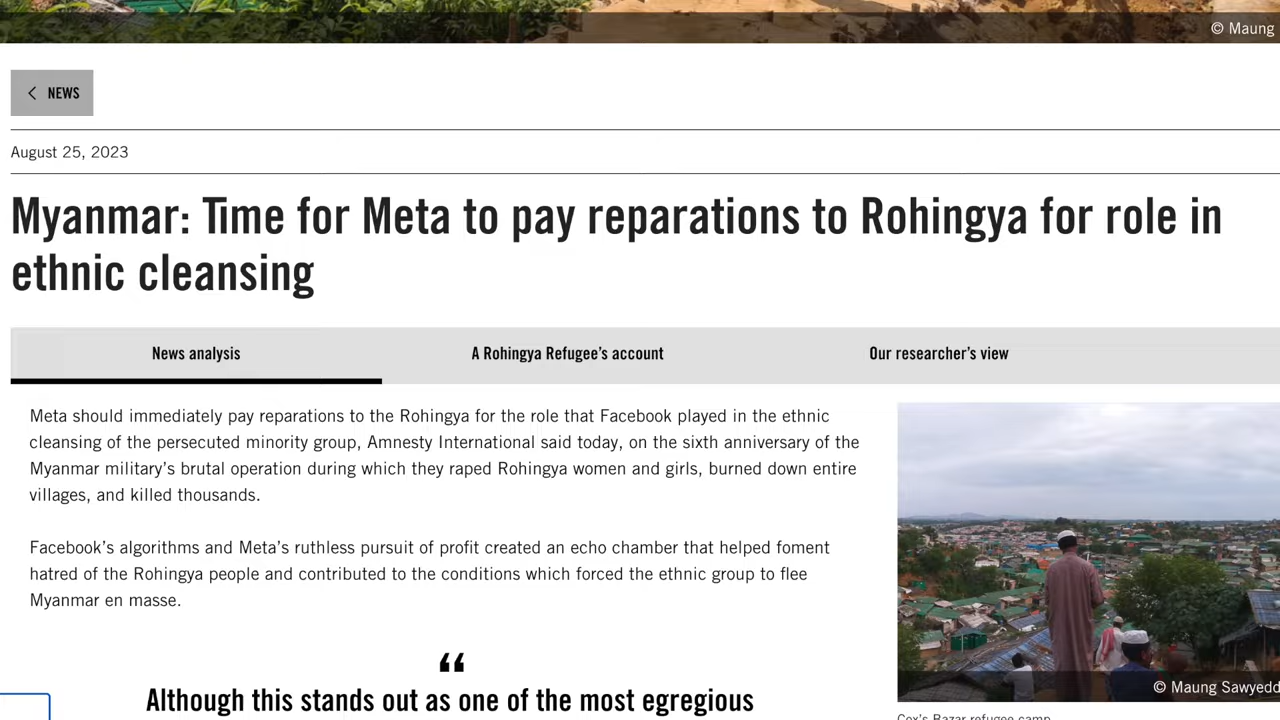 © Maung
NEWS
August 25, 2023
Myanmar: Time for Meta to pay reparations to Rohingya for role in
ethnic cleansing
News analysis
A Rohingya Refugee’s account
Our researcher’s view
Meta should immediately pay reparations to the Rohingya for the role that Facebook played in the ethnic
cleansing of the persecuted minority group, Amnesty International said today, on the sixth anniversary of the
Myanmar military’s brutal operation during which they raped Rohingya women and girls, burned down entire
villages, and killed thousands.
Facebook’s algorithms and Meta’s ruthless pursuit of profit created an echo chamber that helped foment
hatred of the Rohingya people and contributed to the conditions which forced the ethnic group to flee
Myanmar en masse.
“
Although this stands out as one of the most egregious
© Maung Sawyedd
Cox’s Bazar refugee camp